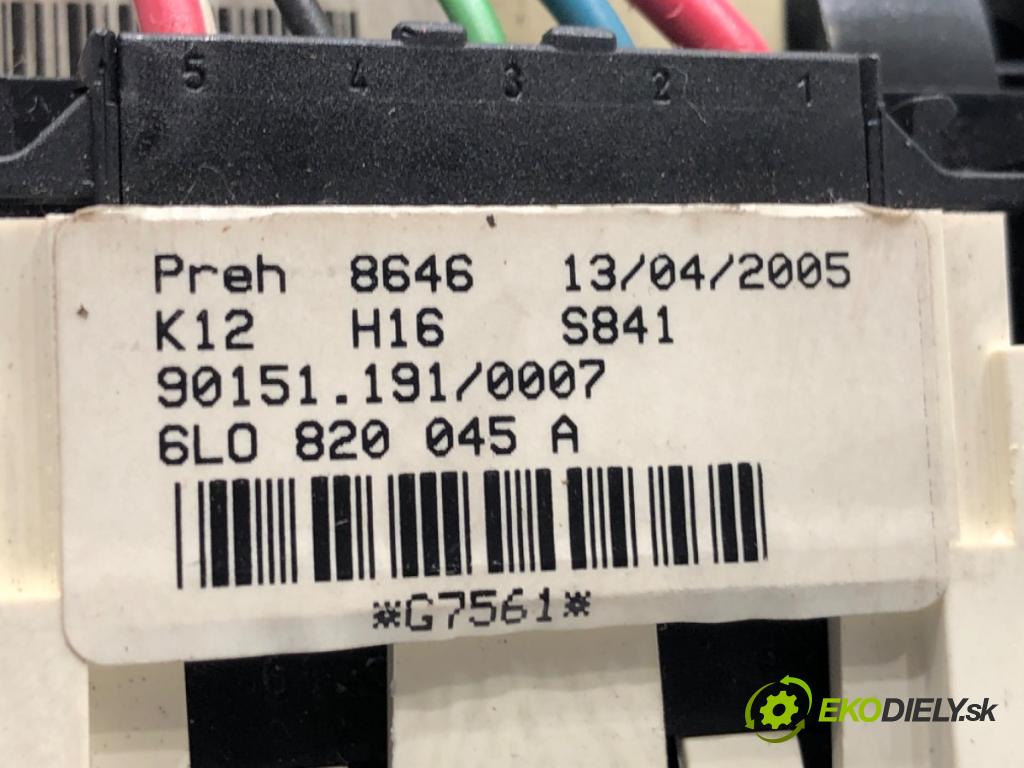 5 4 3 2 1
Preh 8646 13/04/2005
K12 H16 S841
90151.191/0007
6L0 820 045 A
*G7561*
EKODIELY.sk